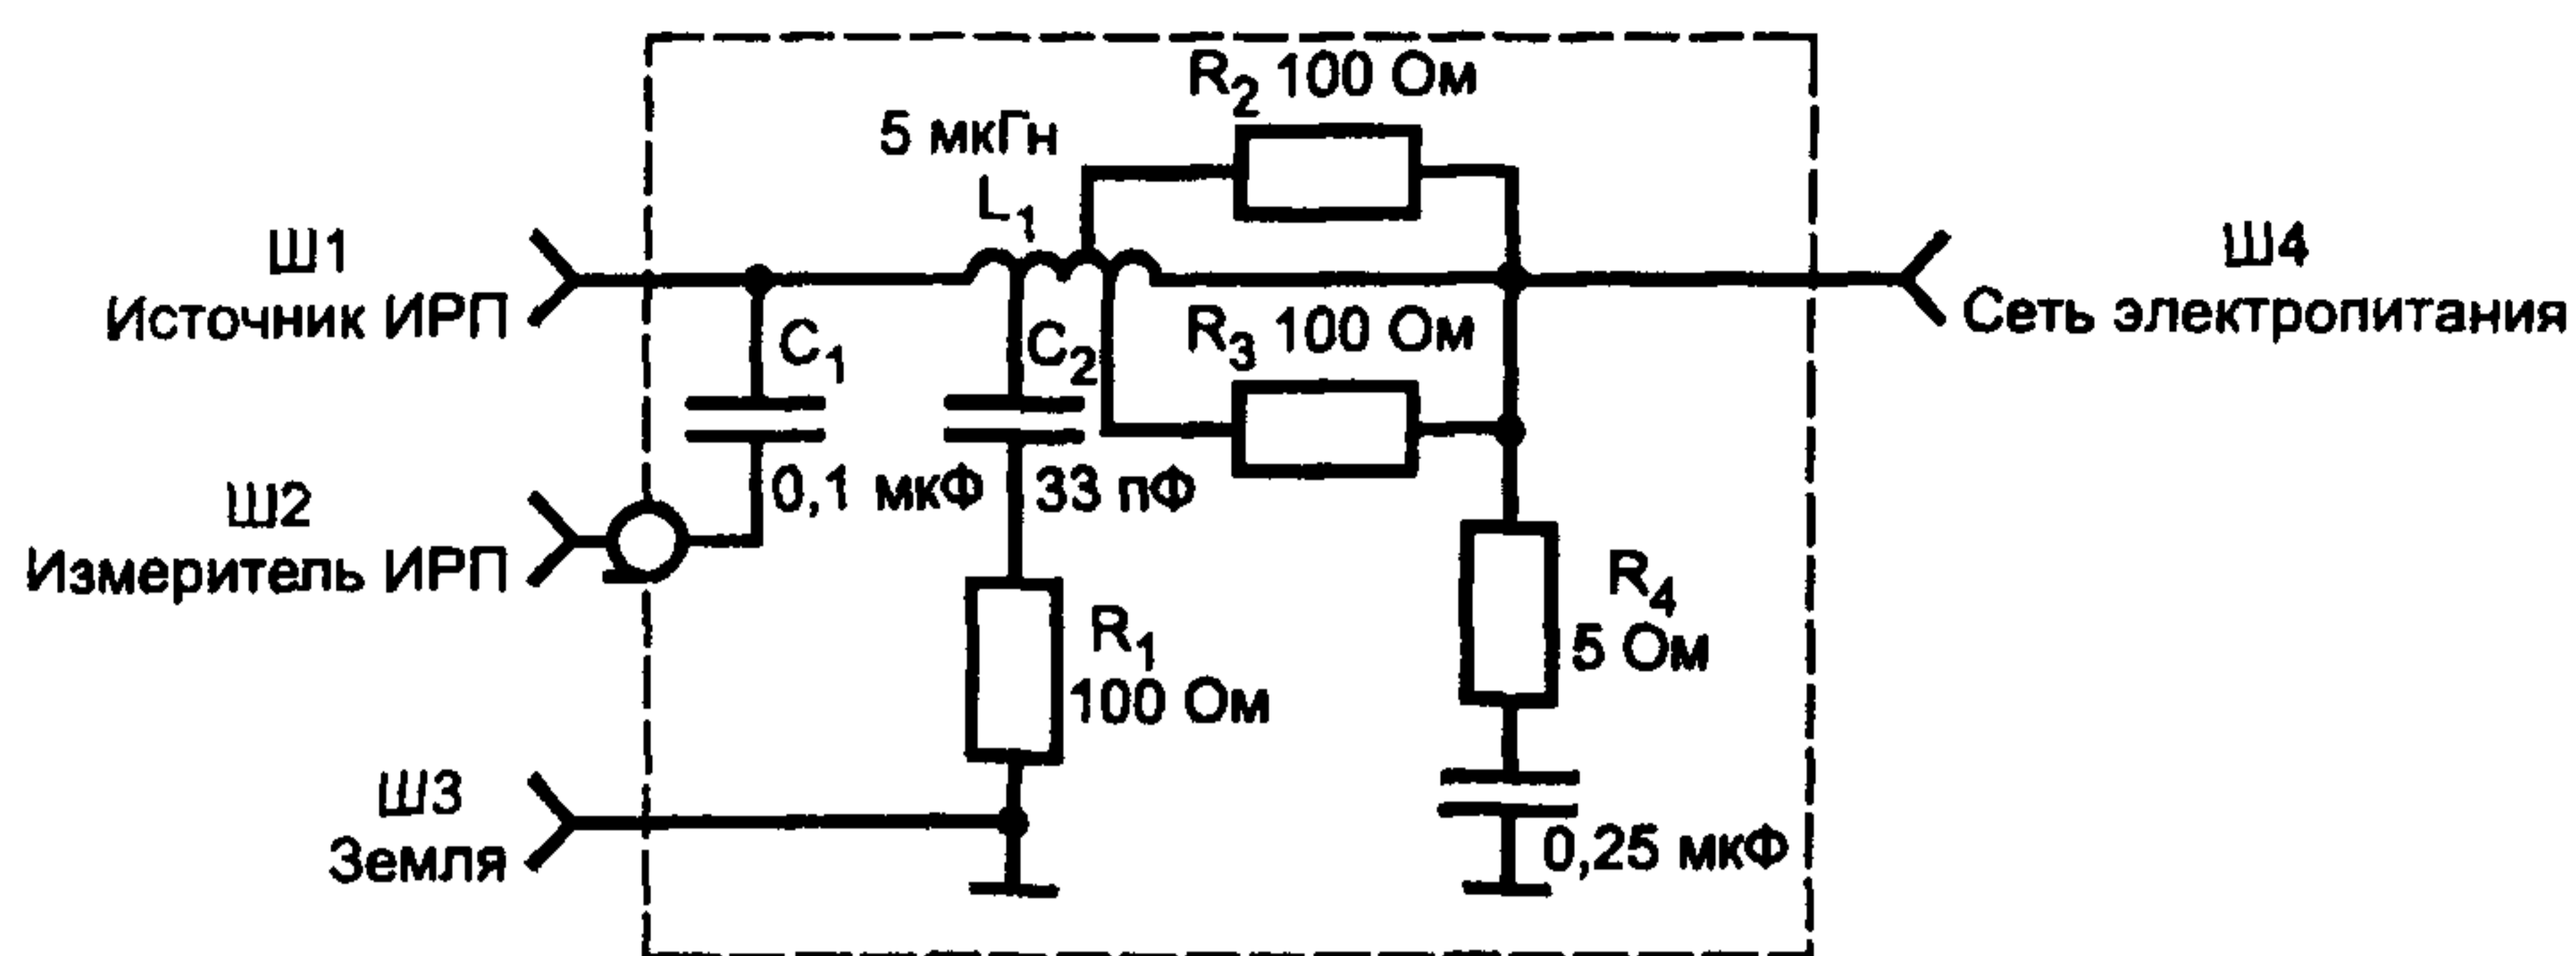 R2 100 Ом
5 мкГн
L1
Ш1
Источник ИРП
Ш4
Сеть электропитания
C1
C2
R3 100 Ом
0,1 мкФ
33 пФ
Ш2
Измеритель ИРП
R1
100 Ом
R4
5 Ом
Ш3
Земля
0,25 мкФ